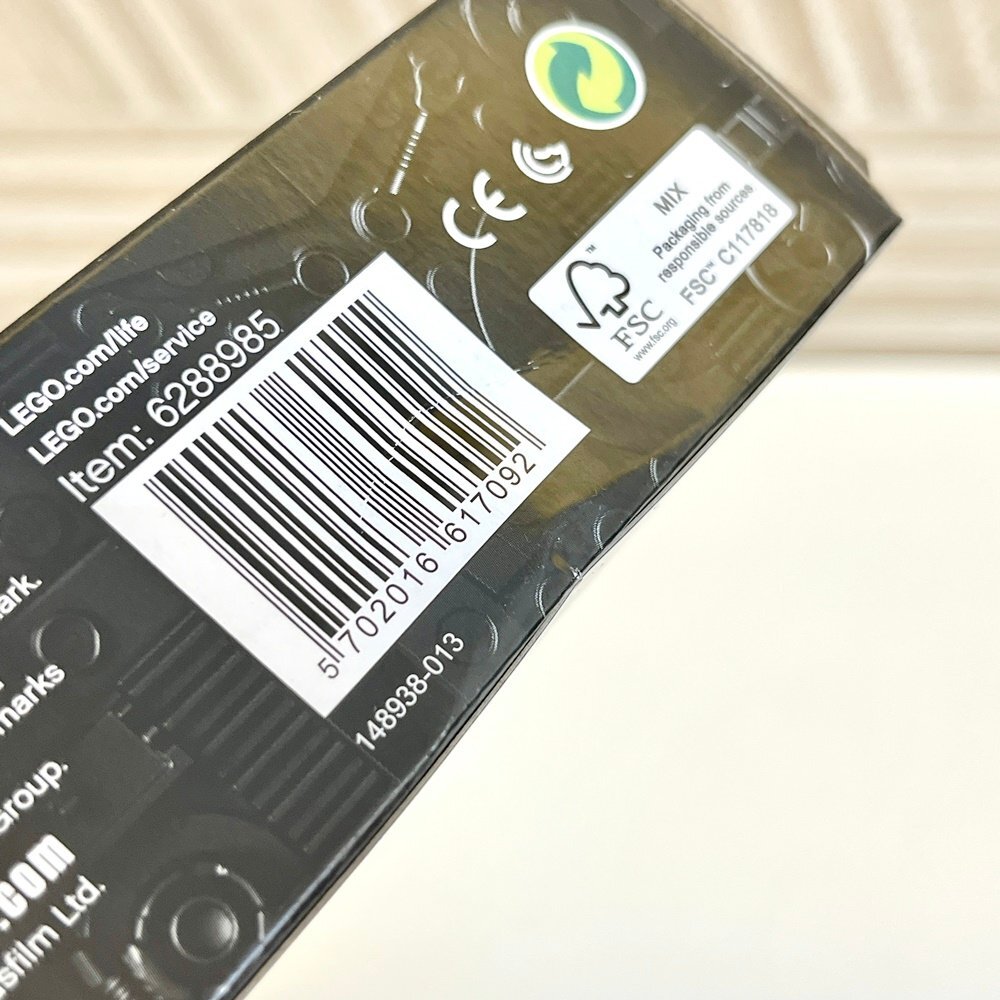 LEGO.com/life
LEGO.com/service
Item: 6288985
5 702016 617092
148938-013
CE
MIX
Packaging from
responsible sources
FSC™ C117818
™
FSC
www.fsc.org
ark.
marks
Group.
.com
sfilm Ltd.